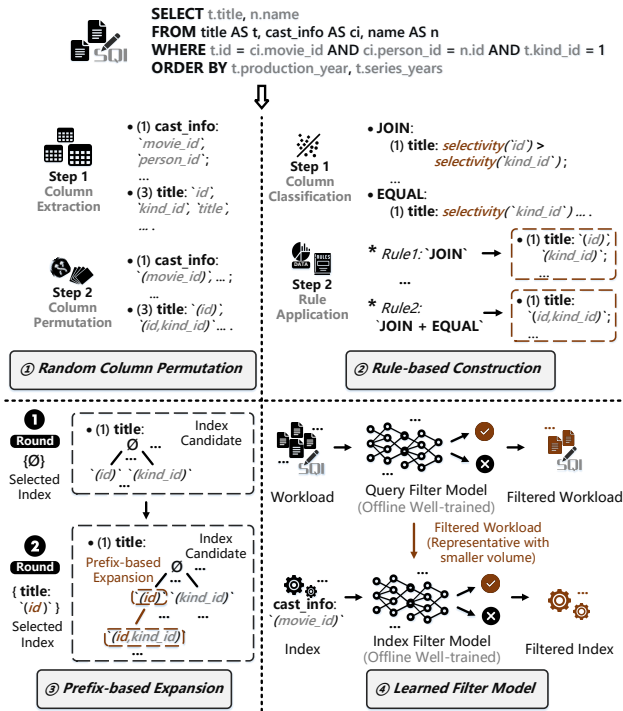 SELECT t.title, n.name
FROM title AS t, cast_info AS ci, name AS n
WHERE t.id = ci.movie_id AND ci.person_id = n.id AND t.kind_id = 1
ORDER BY t.production_year, t.series_years
SQL
Step 1
Column
Extraction
• (1) cast_info:
`movie_id`,
`person_id`;
...
• (3) title: `id`,
`kind_id`, `title`,
... .
Step 2
Column
Permutation
• (1) cast_info:
`(movie_id)`, ... ;
...
• (3) title: `(id)`,
`(id,kind_id)` ... .
① Random Column Permutation
Step 1
Column
Classification
• JOIN:
(1) title: selectivity(`id`) >
selectivity(`kind_id`) ;
...
• EQUAL:
(1) title: selectivity(`kind_id`) ... .
DATA
RULES
Step 2
Rule
Application
* Rule1: `JOIN`
• (1) title: `(id)`,
`(kind_id)`;
...
...
* Rule2:
`JOIN + EQUAL`
• (1) title:
`(id,kind_id)`;
...
② Rule-based Construction
1
Round
{Ø}
Selected
Index
• (1) title:
Index
Candidate
Ø
...
...
`(id)` ... `(kind_id)`
2
Round
{ title:
`(id)` }
Selected
Index
• (1) title:
Index
Candidate
Prefix-based
Expansion
Ø
...
...
`(id)` `(kind_id)`
... ...
`(id,kind_id)`
...
③ Prefix-based Expansion
...
SQL
Workload
...
Query Filter Model
(Offline Well-trained)
...
SQL
Filtered Workload
Filtered Workload
(Representative with
smaller volume)
...
cast_info:
`(movie_id)`
Index
...
Index Filter Model
(Offline Well-trained)
...
Filtered Index
④ Learned Filter Model